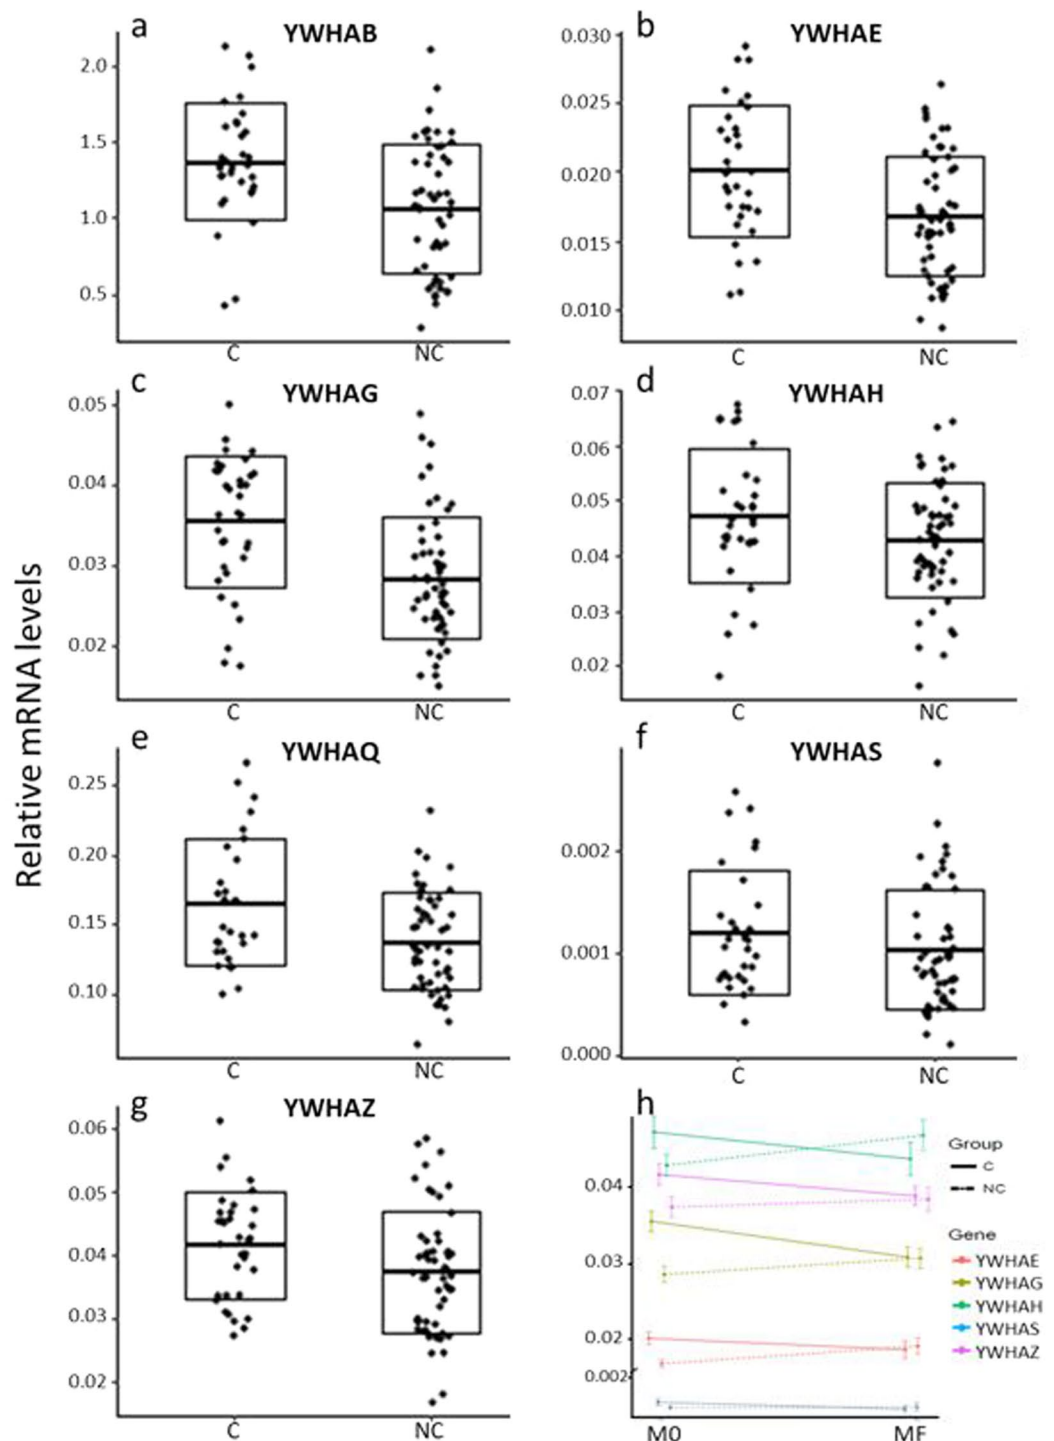 Relative mRNA levels
a
YWHAB
2.0
1.5
1.0
0.5
C
NC
b
YWHAE
0.030
0.025
0.020
0.015
0.010
C
NC
c
YWHAG
0.05
0.04
0.03
0.02
C
NC
d
YWHAH
0.07
0.06
0.05
0.04
0.03
0.02
C
NC
e
YWHAQ
0.25
0.20
0.15
0.10
C
NC
f
YWHAS
0.002
0.001
0.000
C
NC
g
YWHAZ
0.06
0.05
0.04
0.03
0.02
C
NC
h
0.04
0.03
0.02
0.002
M0
MF
Group
C
NC
Gene
YWHAE
YWHAG
YWHAH
YWHAS
YWHAZ